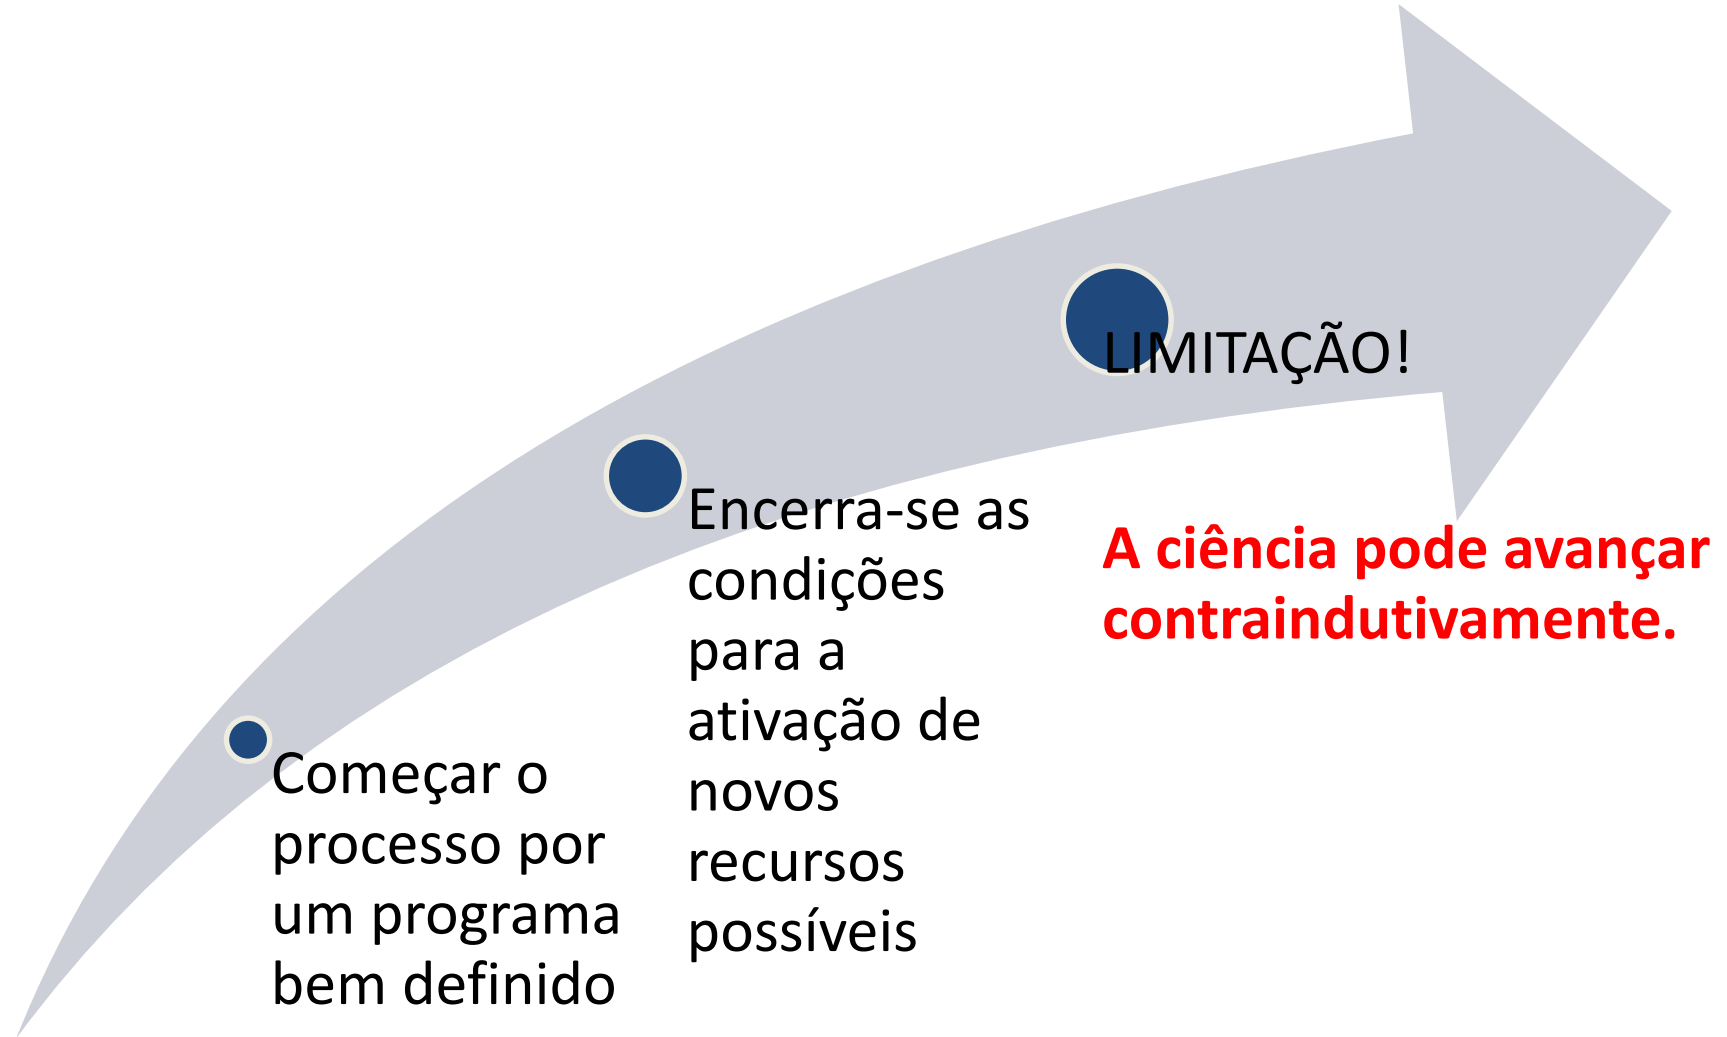 Começar o
processo por
um programa
bem definido
Encerra-se as
condições
para a
ativação de
novos
recursos
possíveis
LIMITAÇÃO!
A ciência pode avançar
contraindutivamente.